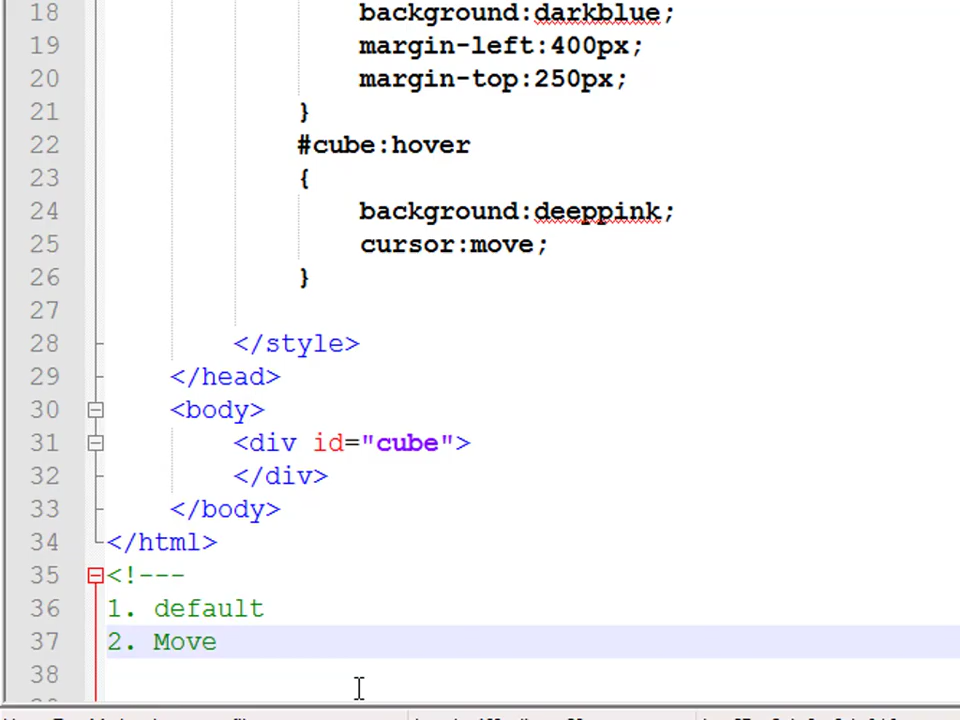 18 background:darkblue;
19 margin-left:400px;
20 margin-top:250px;
21 }
22 #cube:hover
23 {
24 background:deeppink;
25 cursor:move;
26 }
27
28 </style>
29 </head>
30 <body>
31 <div id="cube">
32 </div>
33 </body>
34 </html>
35 <!---
36 1. default
37 2. Move
38